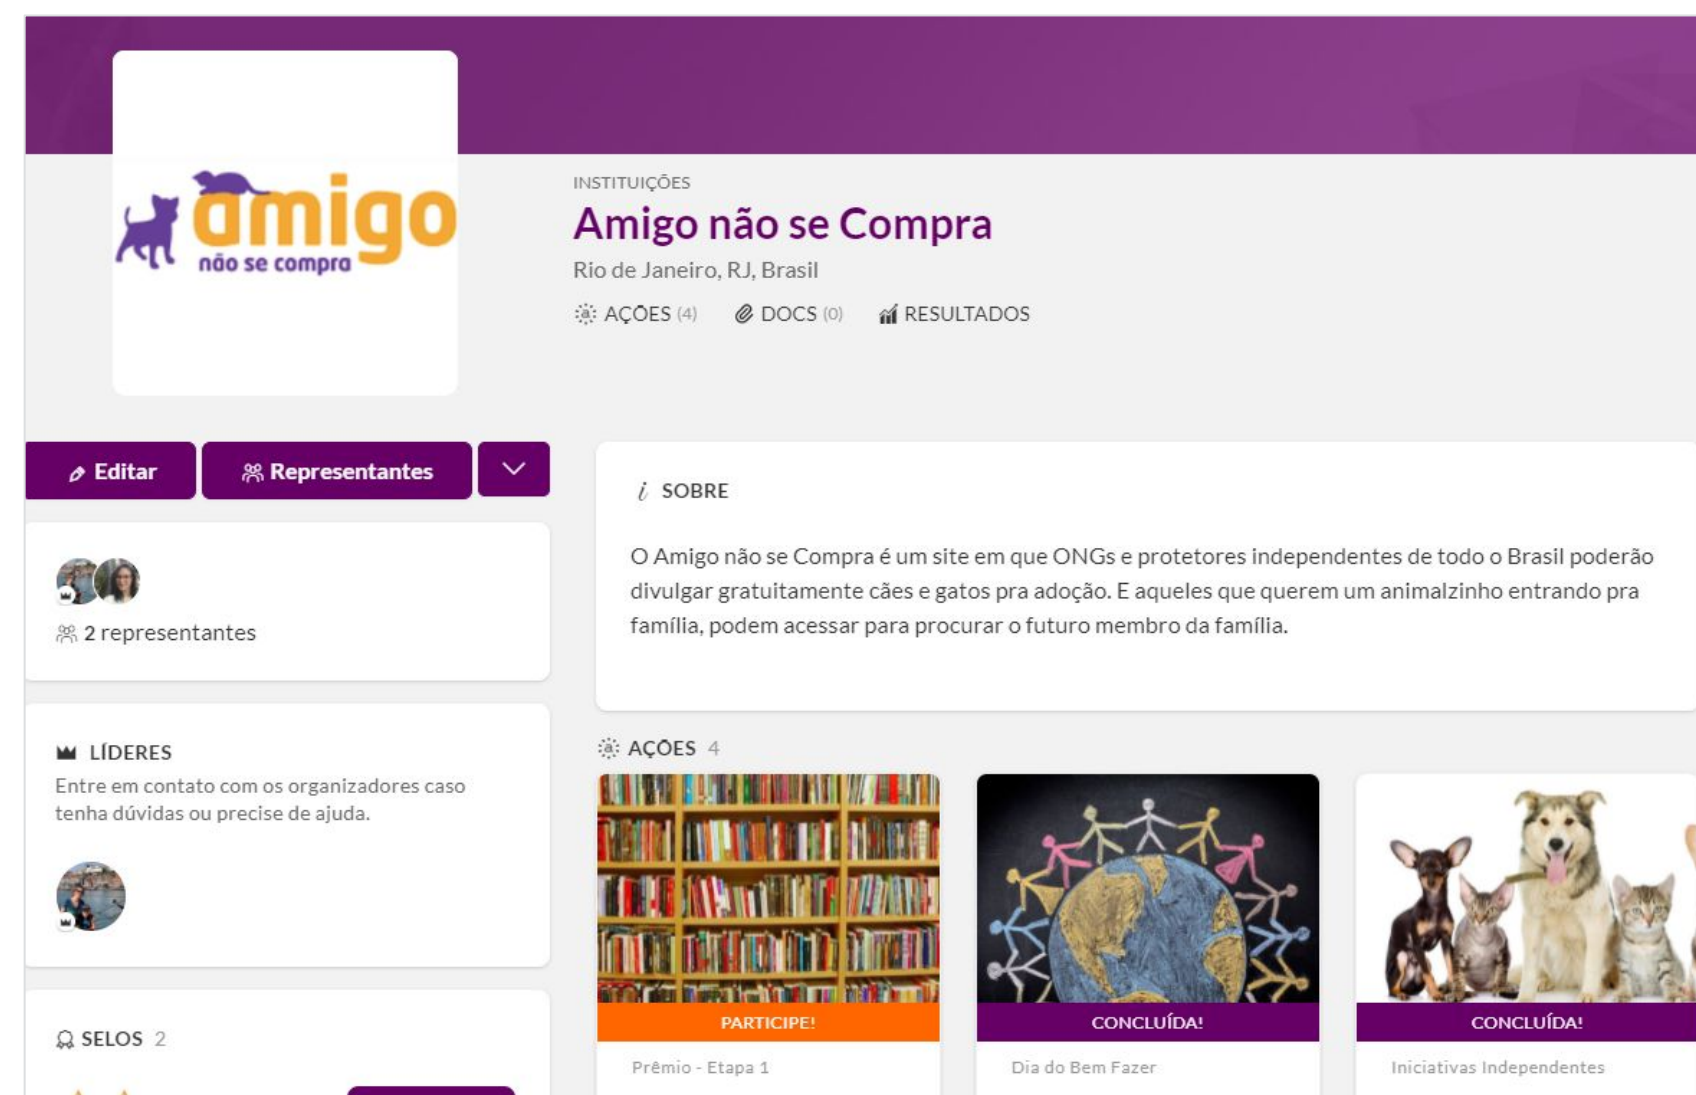 amigo
não se compra
INSTITUIÇÕES
Amigo não se Compra
Rio de Janeiro, RJ, Brasil
AÇÕES (4) DOCS (0) RESULTADOS
Editar Representantes
2 representantes
LÍDERES
Entre em contato com os organizadores caso
tenha dúvidas ou precise de ajuda.
SELOS 2
i SOBRE
O Amigo não se Compra é um site em que ONGs e protetores independentes de todo o Brasil poderão
divulgar gratuitamente cães e gatos pra adoção. E aqueles que querem um animalzinho entrando pra
família, podem acessar para procurar o futuro membro da família.
AÇÕES 4
PARTICIPE!
Prêmio - Etapa 1
CONCLUÍDA!
Dia do Bem Fazer
CONCLUÍDA!
Iniciativas Independentes